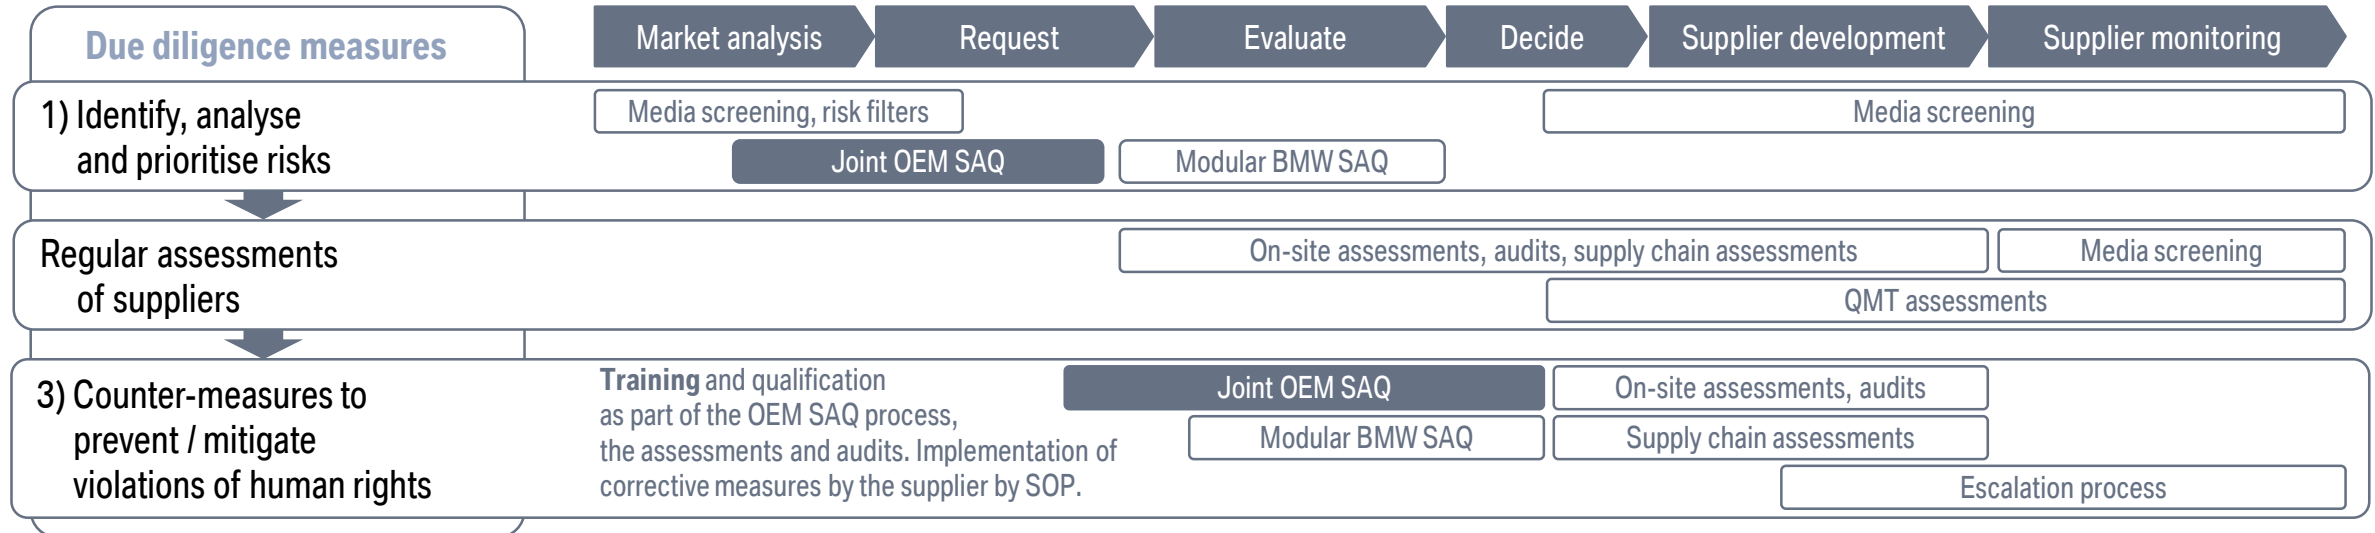 Due diligence measures
Market analysis
Request
Evaluate
Decide
Supplier development
Supplier monitoring
1) Identify, analyse
and prioritise risks
Media screening, risk filters
Media screening
Joint OEM SAQ
Modular BMW SAQ
Regular assessments
of suppliers
On-site assessments, audits, supply chain assessments
Media screening
QMT assessments
3) Counter-measures to
prevent / mitigate
violations of human rights
Training and qualification
as part of the OEM SAQ process,
the assessments and audits. Implementation of
corrective measures by the supplier by SOP.
Joint OEM SAQ
On-site assessments, audits
Modular BMW SAQ
Supply chain assessments
Escalation process